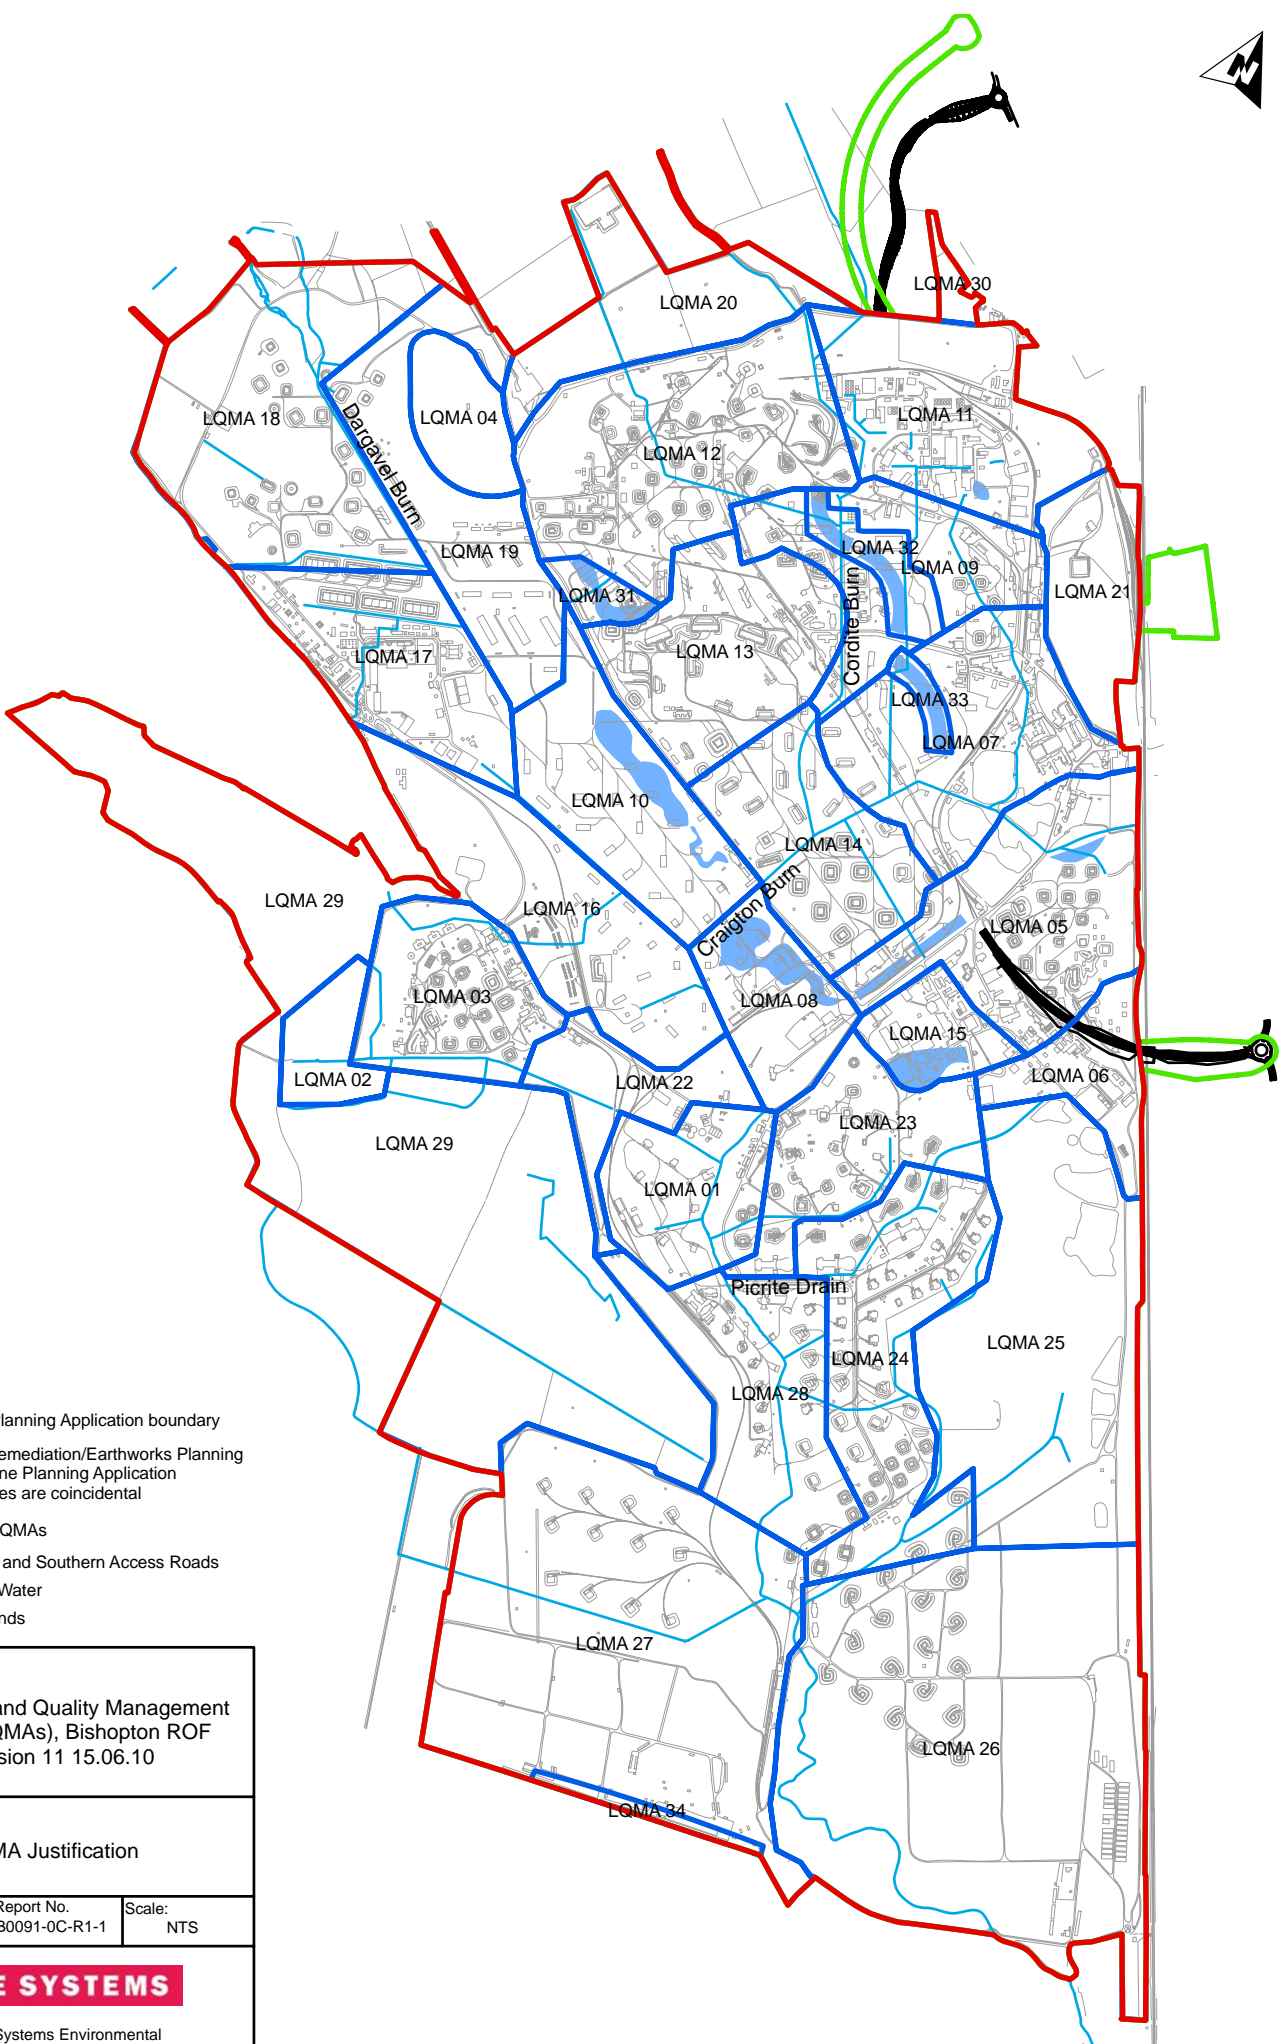 N
LQMA 30
LQMA 20
LQMA 18
LQMA 04
LQMA 11
LQMA 12
Dargavel Burn
LQMA 19
LQMA 32
LQMA 09
LQMA 31
LQMA 21
Cordite Burn
LQMA 17
LQMA 13
LQMA 33
LQMA 07
LQMA 10
LQMA 14
LQMA 29
LQMA 16
Craigton Burn
LQMA 05
LQMA 03
LQMA 08
LQMA 15
LQMA 02
LQMA 22
LQMA 06
LQMA 29
LQMA 23
LQMA 01
Picrite Drain
LQMA 25
LQMA 24
LQMA 28
LQMA 27
LQMA 26
LQMA 34
Planning Application boundary
emediation/Earthworks Planning
ne Planning Application
es are coincidental
QMAs
and Southern Access Roads
Water
nds
and Quality Management
QMAs), Bishopton ROF
sion 11 15.06.10
MA Justification
Report No.
B0091-0C-R1-1
Scale:
NTS
E SYSTEMS
Systems Environmental